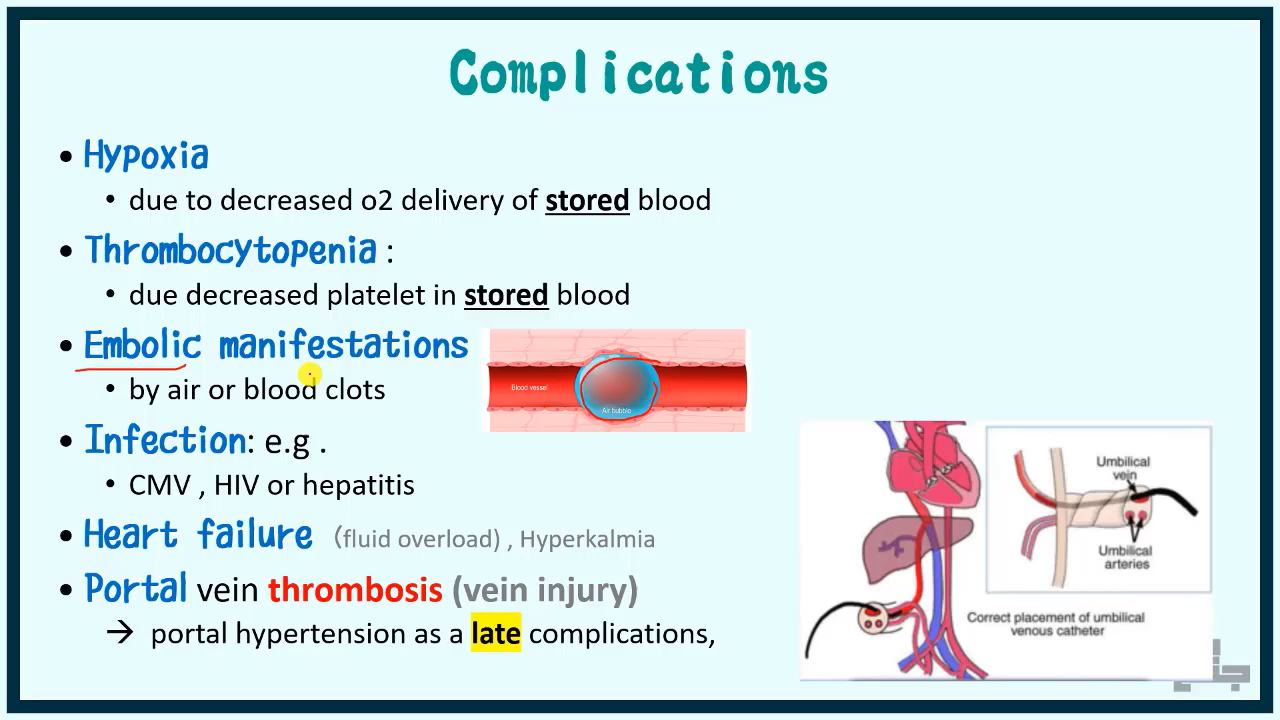 Complications
• Hypoxia
• due to decreased o2 delivery of stored blood
• Thrombocytopenia :
• due decreased platelet in stored blood
• Embolic manifestations
• by air or blood clots
Blood vessel
Air bubble
• Infection: e.g .
• CMV , HIV or hepatitis
• Heart failure (fluid overload) , Hyperkalmia
• Portal vein thrombosis (vein injury)
→ portal hypertension as a late complications,
Umbilical
vein
Umbilical
arteries
Correct placement of umbilical
venous catheter